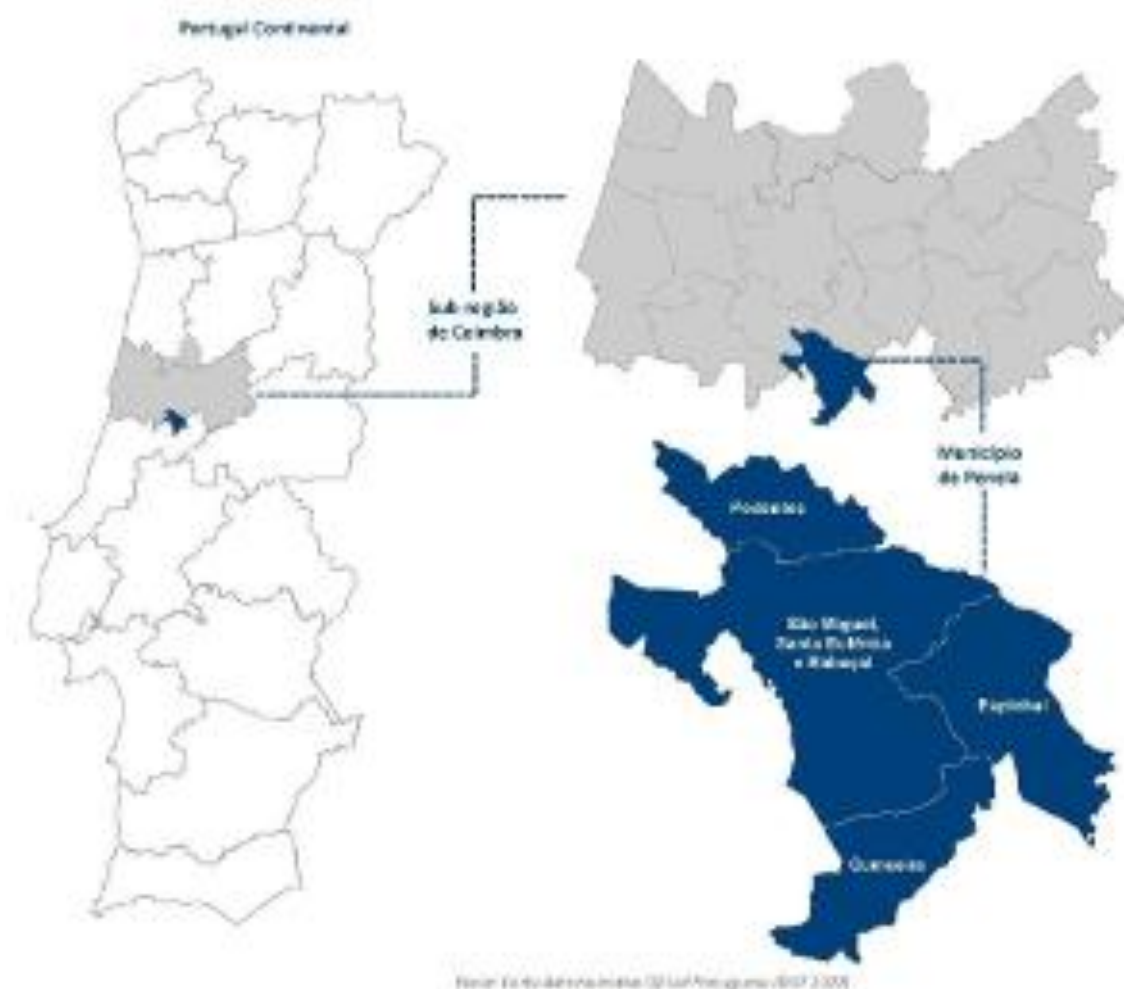 Portugal Continental
Sub-região
de Coimbra
Município
de Penela
Podentes
São Miguel,
Santa Eufémia
e Rabaçal
Espinhal
Cumeeira